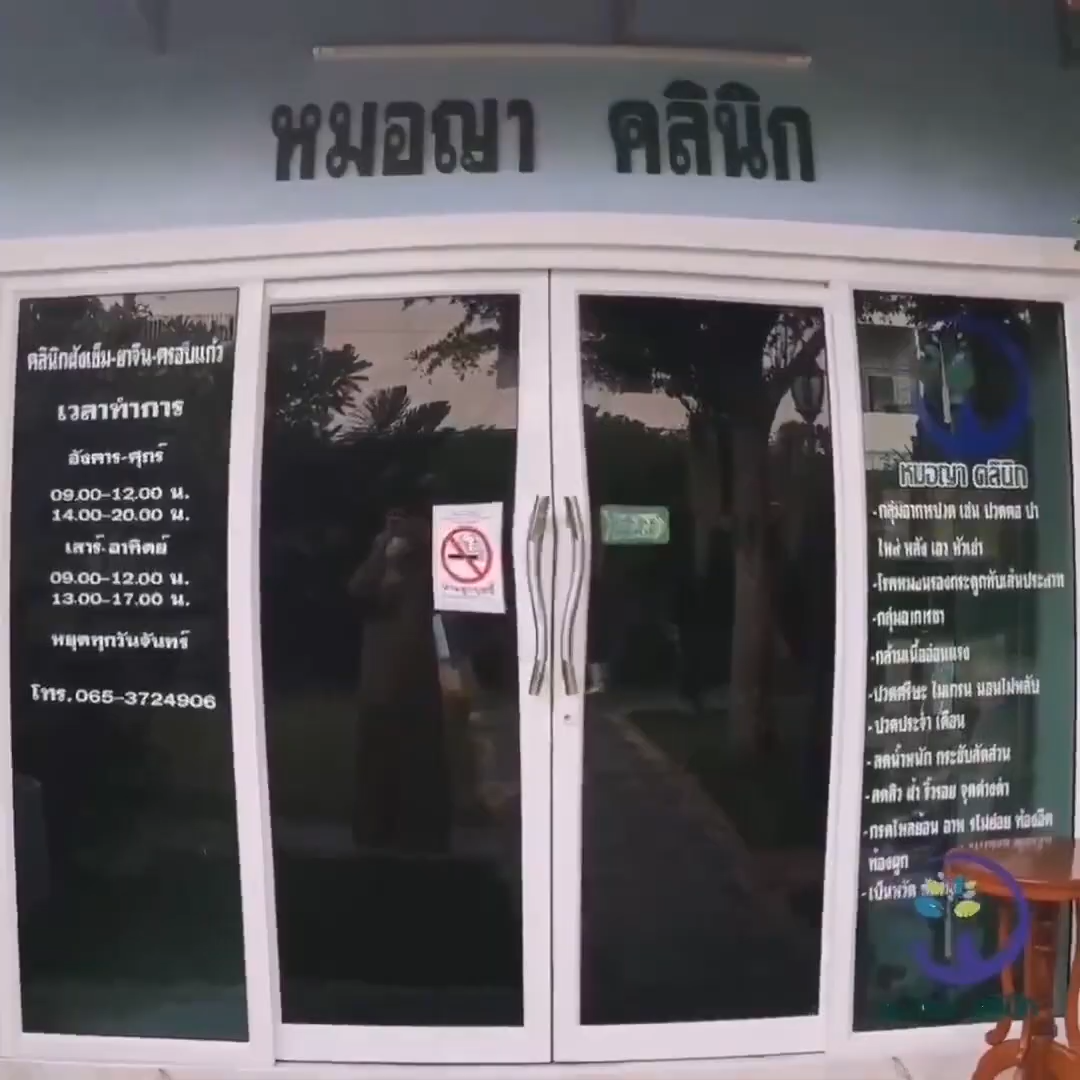 หมอญา คลินิก
คลินิกฝังเข็ม-ยาจีน-ครอบแก้ว
เวลาทำการ
อังคาร-ศุกร์
09.00-12.00 น.
14.00-20.00 น.
เสาร์-อาทิตย์
09.00-12.00 น.
13.00-17.00 น.
หยุดทุกวันจันทร์
โทร. 065-3724906
หมอญา คลินิก
-กลุ่มอาการปวด เช่น ปวดคอ บ่า
ไหล่ หลัง เอว หัวเข่า
-โรคหมอนรองกระดูกทับเส้นประสาท
-กลุ่มอาการชา
-กล้ามเนื้ออ่อนแรง
-ปวดศรีษะ ไมเกรน นอนไม่หลับ
-ปวดประจำเดือน
-ลดน้ำหนัก กระชับสัดส่วน
-ลดสิว ฝ้า ริ้วรอย จุดด่างดำ
-กรดไหลย้อน อาหารไม่ย่อย ท้องอืด
ท้องผูก
-เป็นหวัด